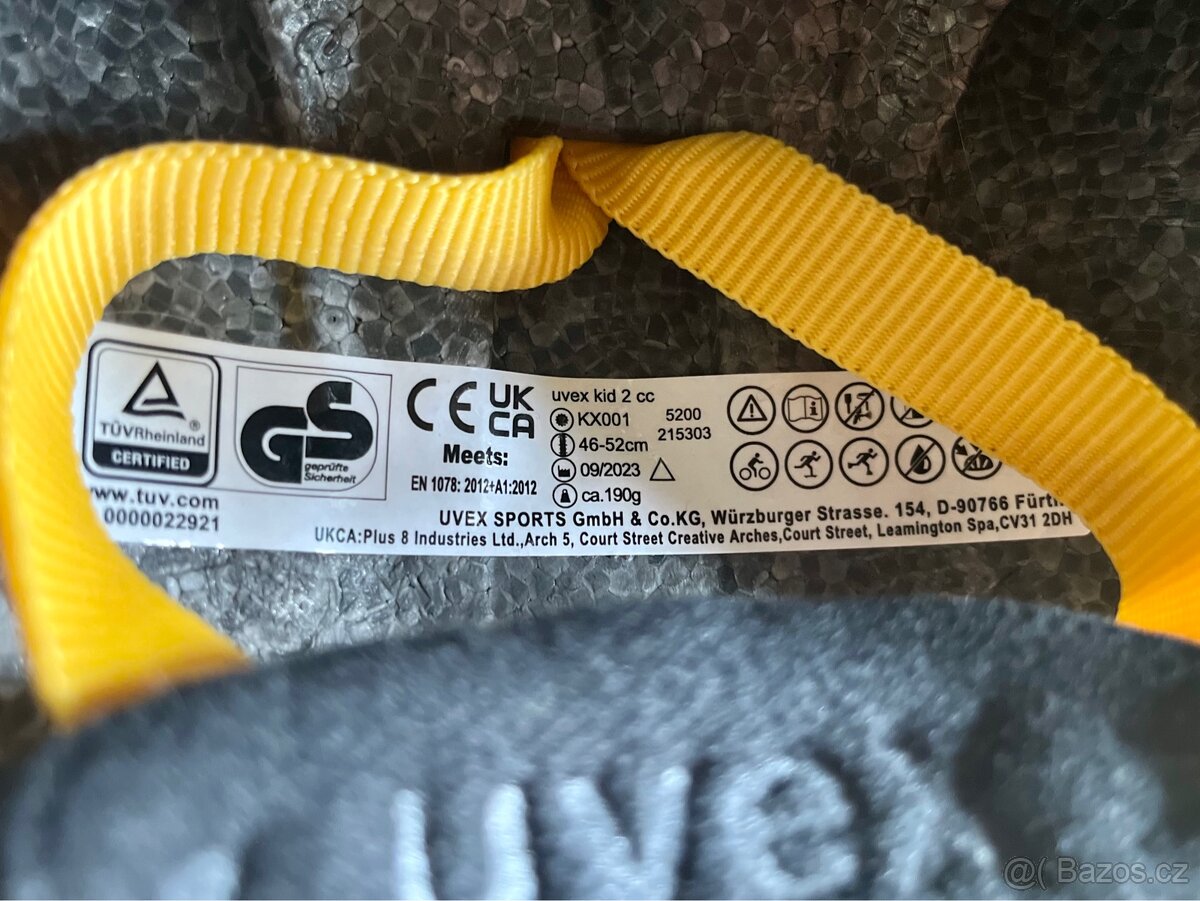 TÜVRheinland®
CERTIFIED
www.tuv.com
0000022921
GS
geprüfte
Sicherheit
CE
UK
CA
Meets:
EN 1078: 2012+A1:2012
uvex kid 2 cc
KX001 5200
46-52cm 215303
09/2023
ca.190g
UVEX SPORTS GmbH & Co.KG, Würzburger Strasse. 154, D-90766 Fürth
UKCA:Plus 8 Industries Ltd.,Arch 5, Court Street Creative Arches,Court Street, Leamington Spa,CV31 2DH
uvex
@( Bazos.cz